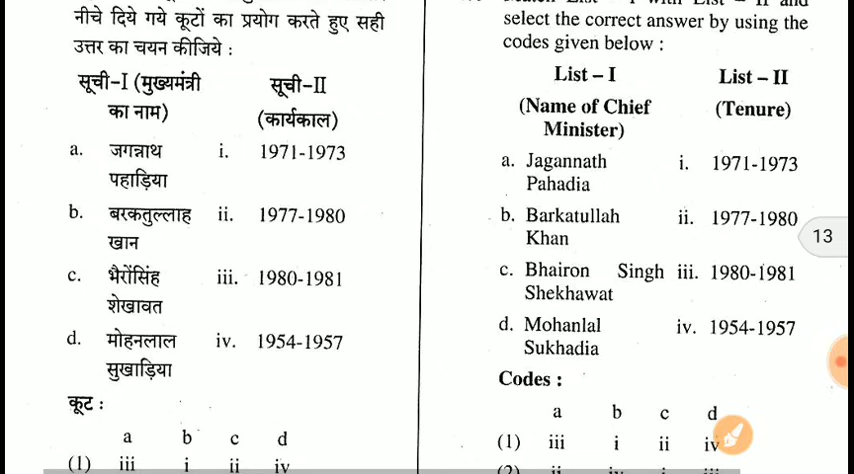 नीचे दिये गये कूटों का प्रयोग करते हुए सही
उत्तर का चयन कीजिये :
सूची-I (मुख्यमंत्री का नाम) सूची-II (कार्यकाल)
a. जगन्नाथ पहाड़िया i. 1971-1973
b. बरकतुल्लाह खान ii. 1977-1980
c. भैरोंसिंह शेखावत iii. 1980-1981
d. मोहनलाल सुखाड़िया iv. 1954-1957
कूट :
a b c d
(1) iii i ii iv
select the correct answer by using the
codes given below :
List – I List – II
(Name of Chief Minister) (Tenure)
a. Jagannath Pahadia i. 1971-1973
b. Barkatullah Khan ii. 1977-1980
c. Bhairon Singh Shekhawat iii. 1980-1981
d. Mohanlal Sukhadia iv. 1954-1957
Codes :
a b c d
(1) iii i ii iv
13